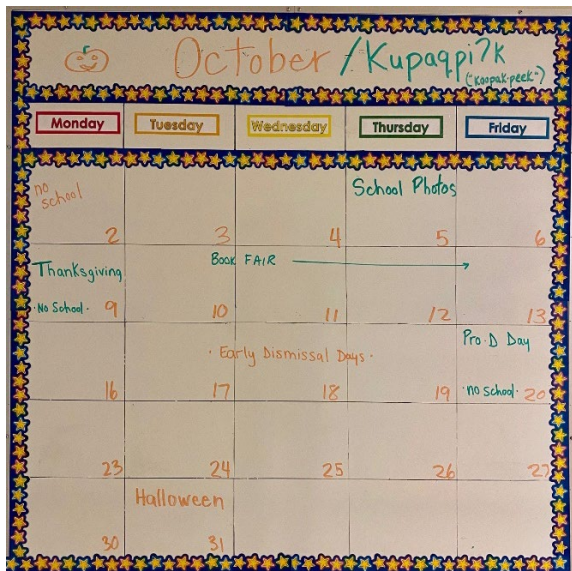 October / Kupaqpiʔk
("Koopak-peek")
Monday Tuesday Wednesday Thursday Friday
no
school
School Photos
2 3 4 5 6
Thanksgiving
Book FAIR
·No School· 9 10 11 12 13
Pro·D Day
·Early Dismissal Days·
16 17 18 19 ·no school· 20
23 24 25 26 27
Halloween
30 31